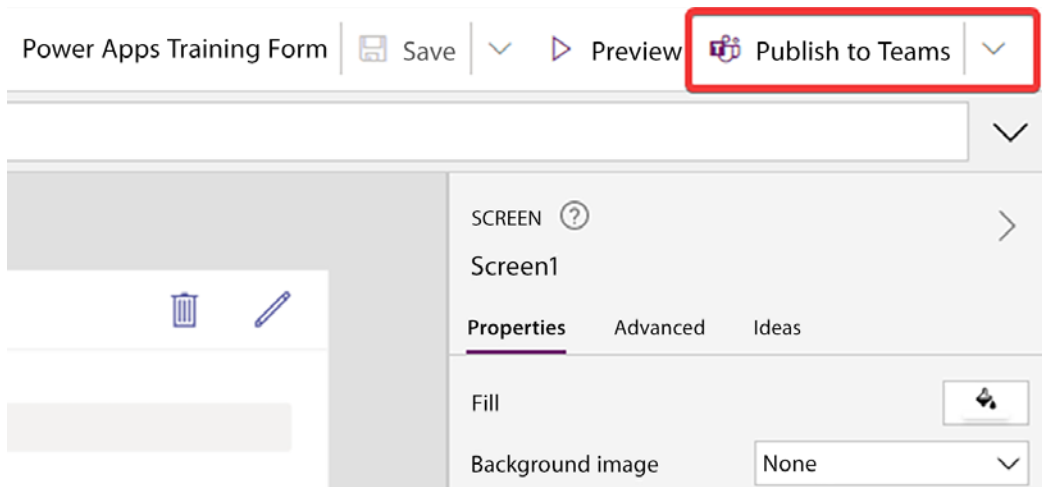 Power Apps Training Form Save Preview Publish to Teams
SCREEN ?
Screen1
Properties Advanced Ideas
Fill
Background image None